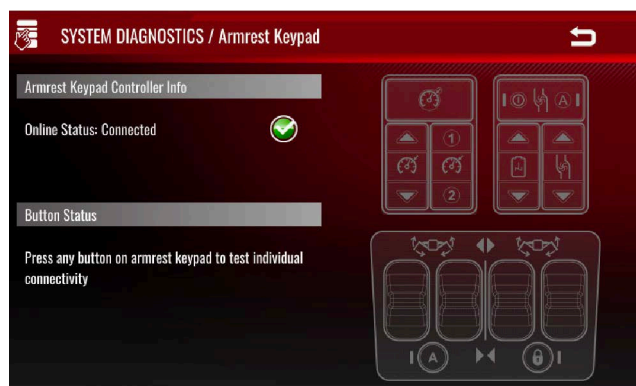 SYSTEM DIAGNOSTICS / Armrest Keypad
Armrest Keypad Controller Info
Online Status: Connected
Button Status
Press any button on armrest keypad to test individual
connectivity
I A I
1
2
I A
I